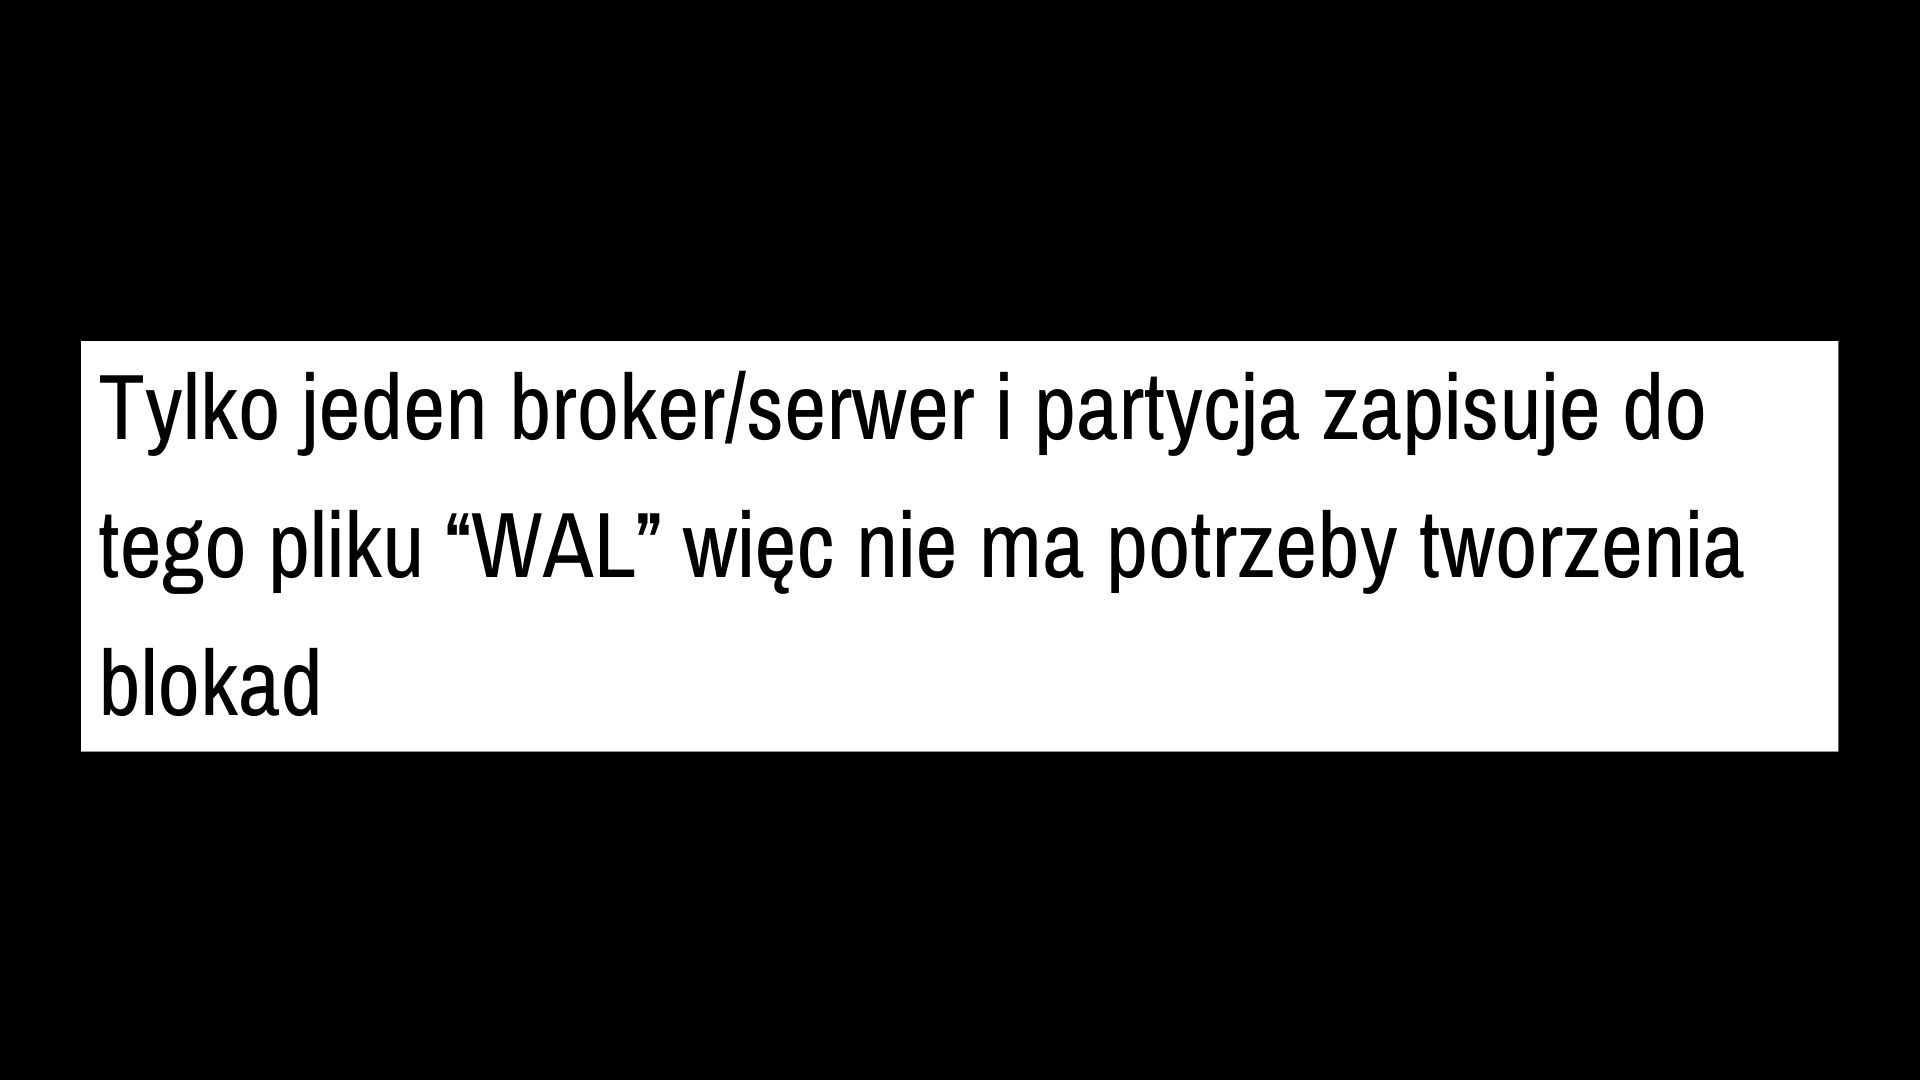 Tylko jeden broker/serwer i partycja zapisuje do
tego pliku “WAL” więc nie ma potrzeby tworzenia
blokad